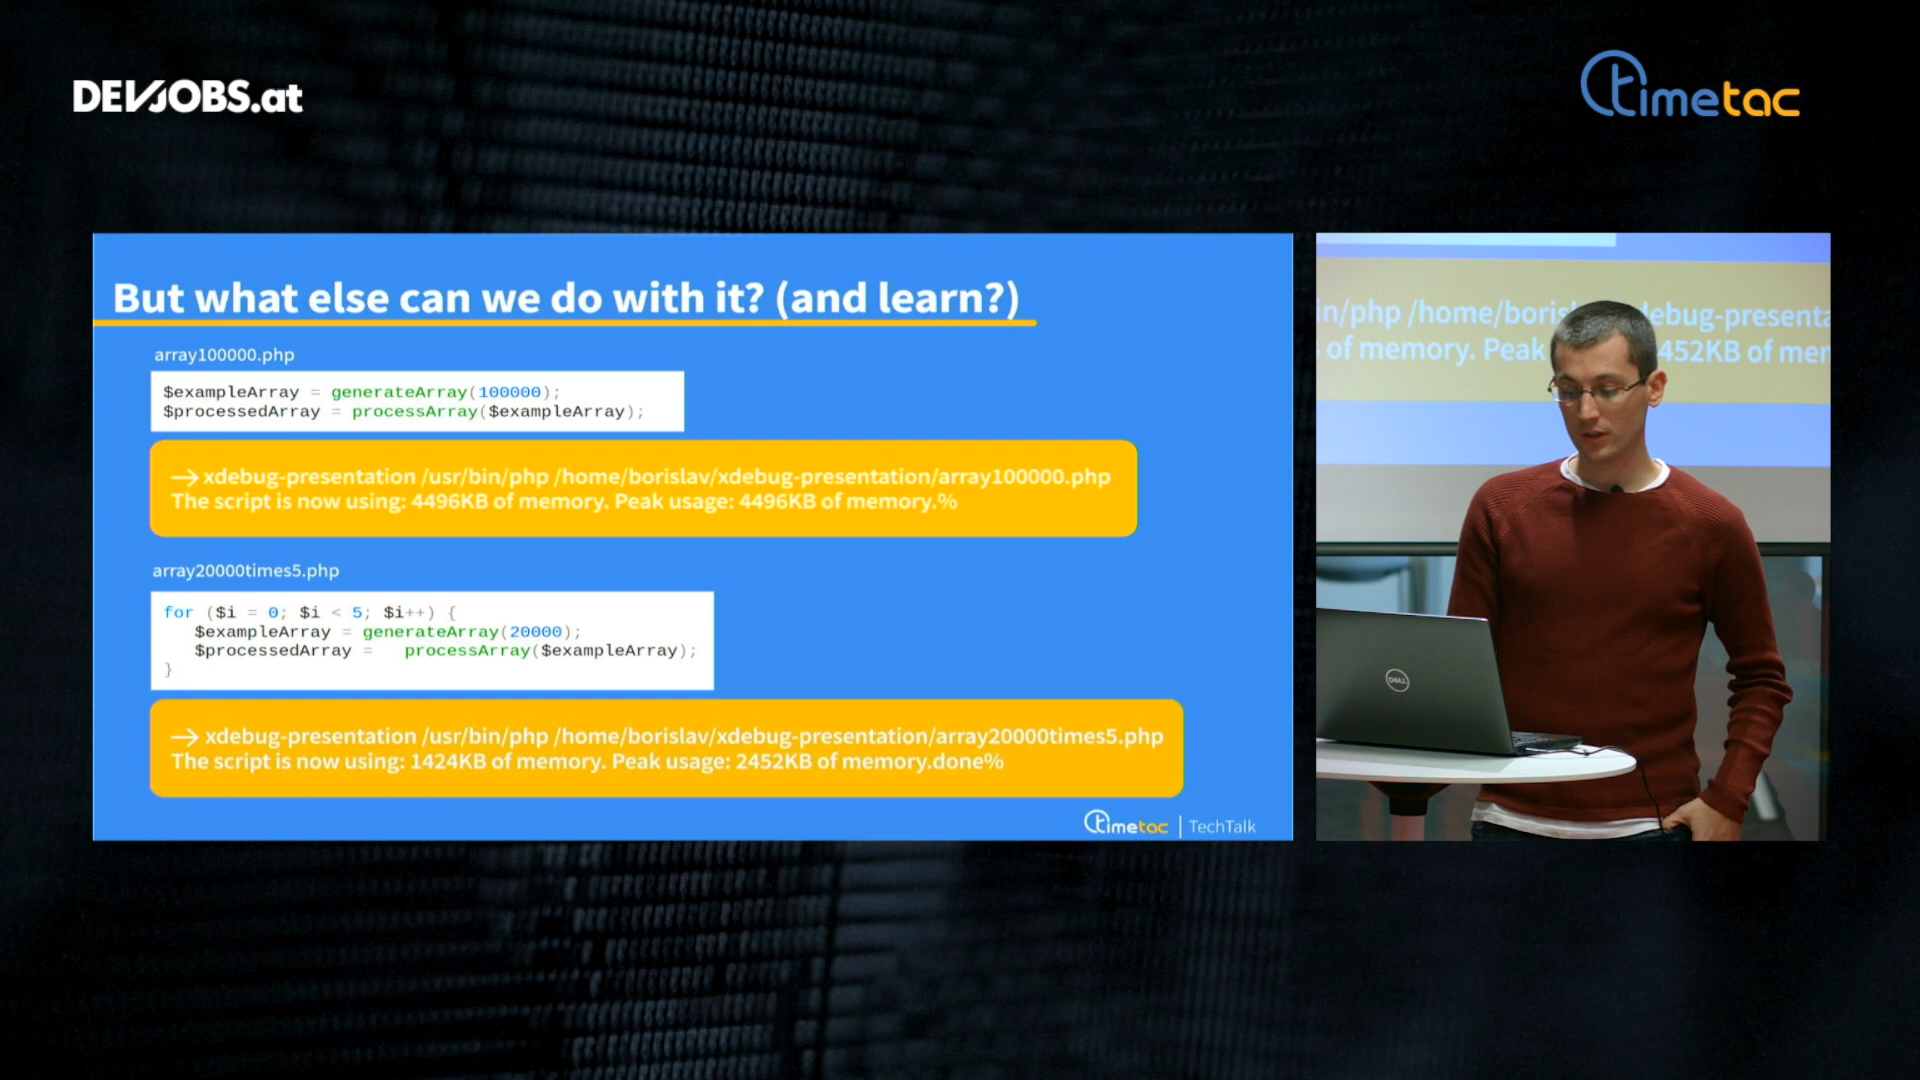 DEVJOBS.at
timetac
But what else can we do with it? (and learn?)
array100000.php
$exampleArray = generateArray(100000);
$processedArray = processArray($exampleArray);
→ xdebug-presentation /usr/bin/php /home/borislav/xdebug-presentation/array100000.php
The script is now using: 4496KB of memory. Peak usage: 4496KB of memory.%
array20000times5.php
for ($i = 0; $i < 5; $i++) {
$exampleArray = generateArray(20000);
$processedArray = processArray($exampleArray);
}
→ xdebug-presentation /usr/bin/php /home/borislav/xdebug-presentation/array20000times5.php
The script is now using: 1424KB of memory. Peak usage: 2452KB of memory.done%
timetac | TechTalk
in/php /home/boris ebug-presenta
of memory. Peak 452KB of mer
DELL